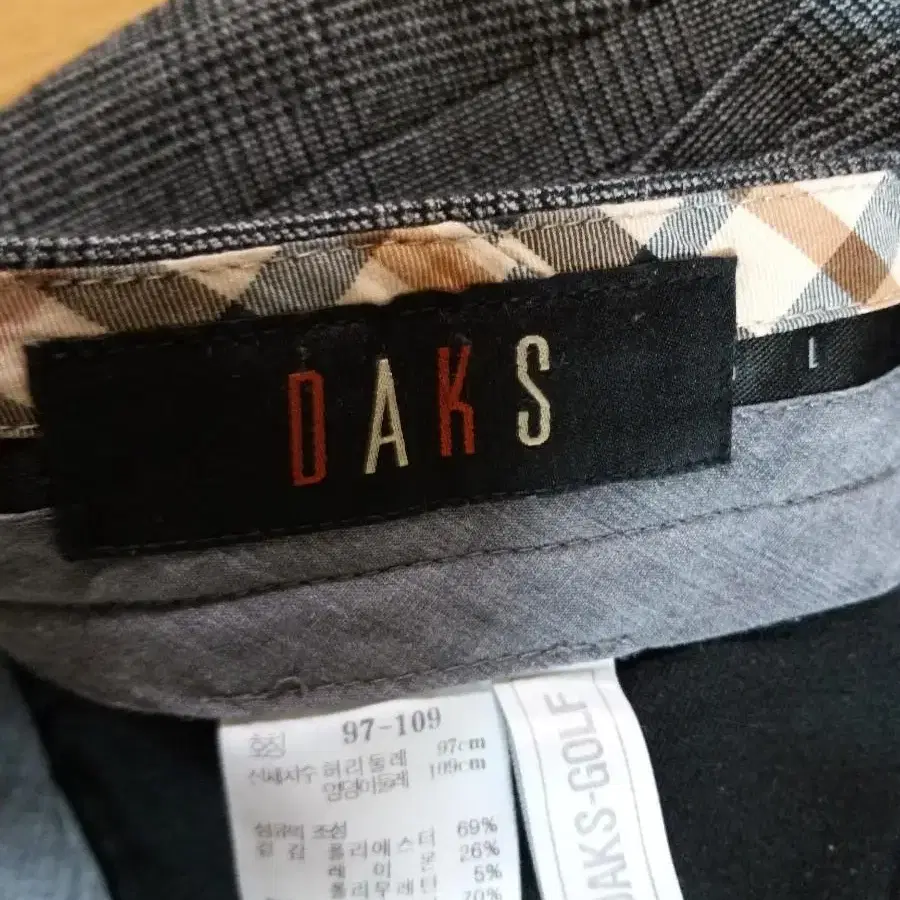 DAKS
L
97-109
호칭
신체치수 허리둘레 97cm
엉덩이둘레 109cm
섬유의 조성
겉감 폴리에스터 69%
레이온 26%
폴리우레탄 5%
70%
DAKS-GOLF